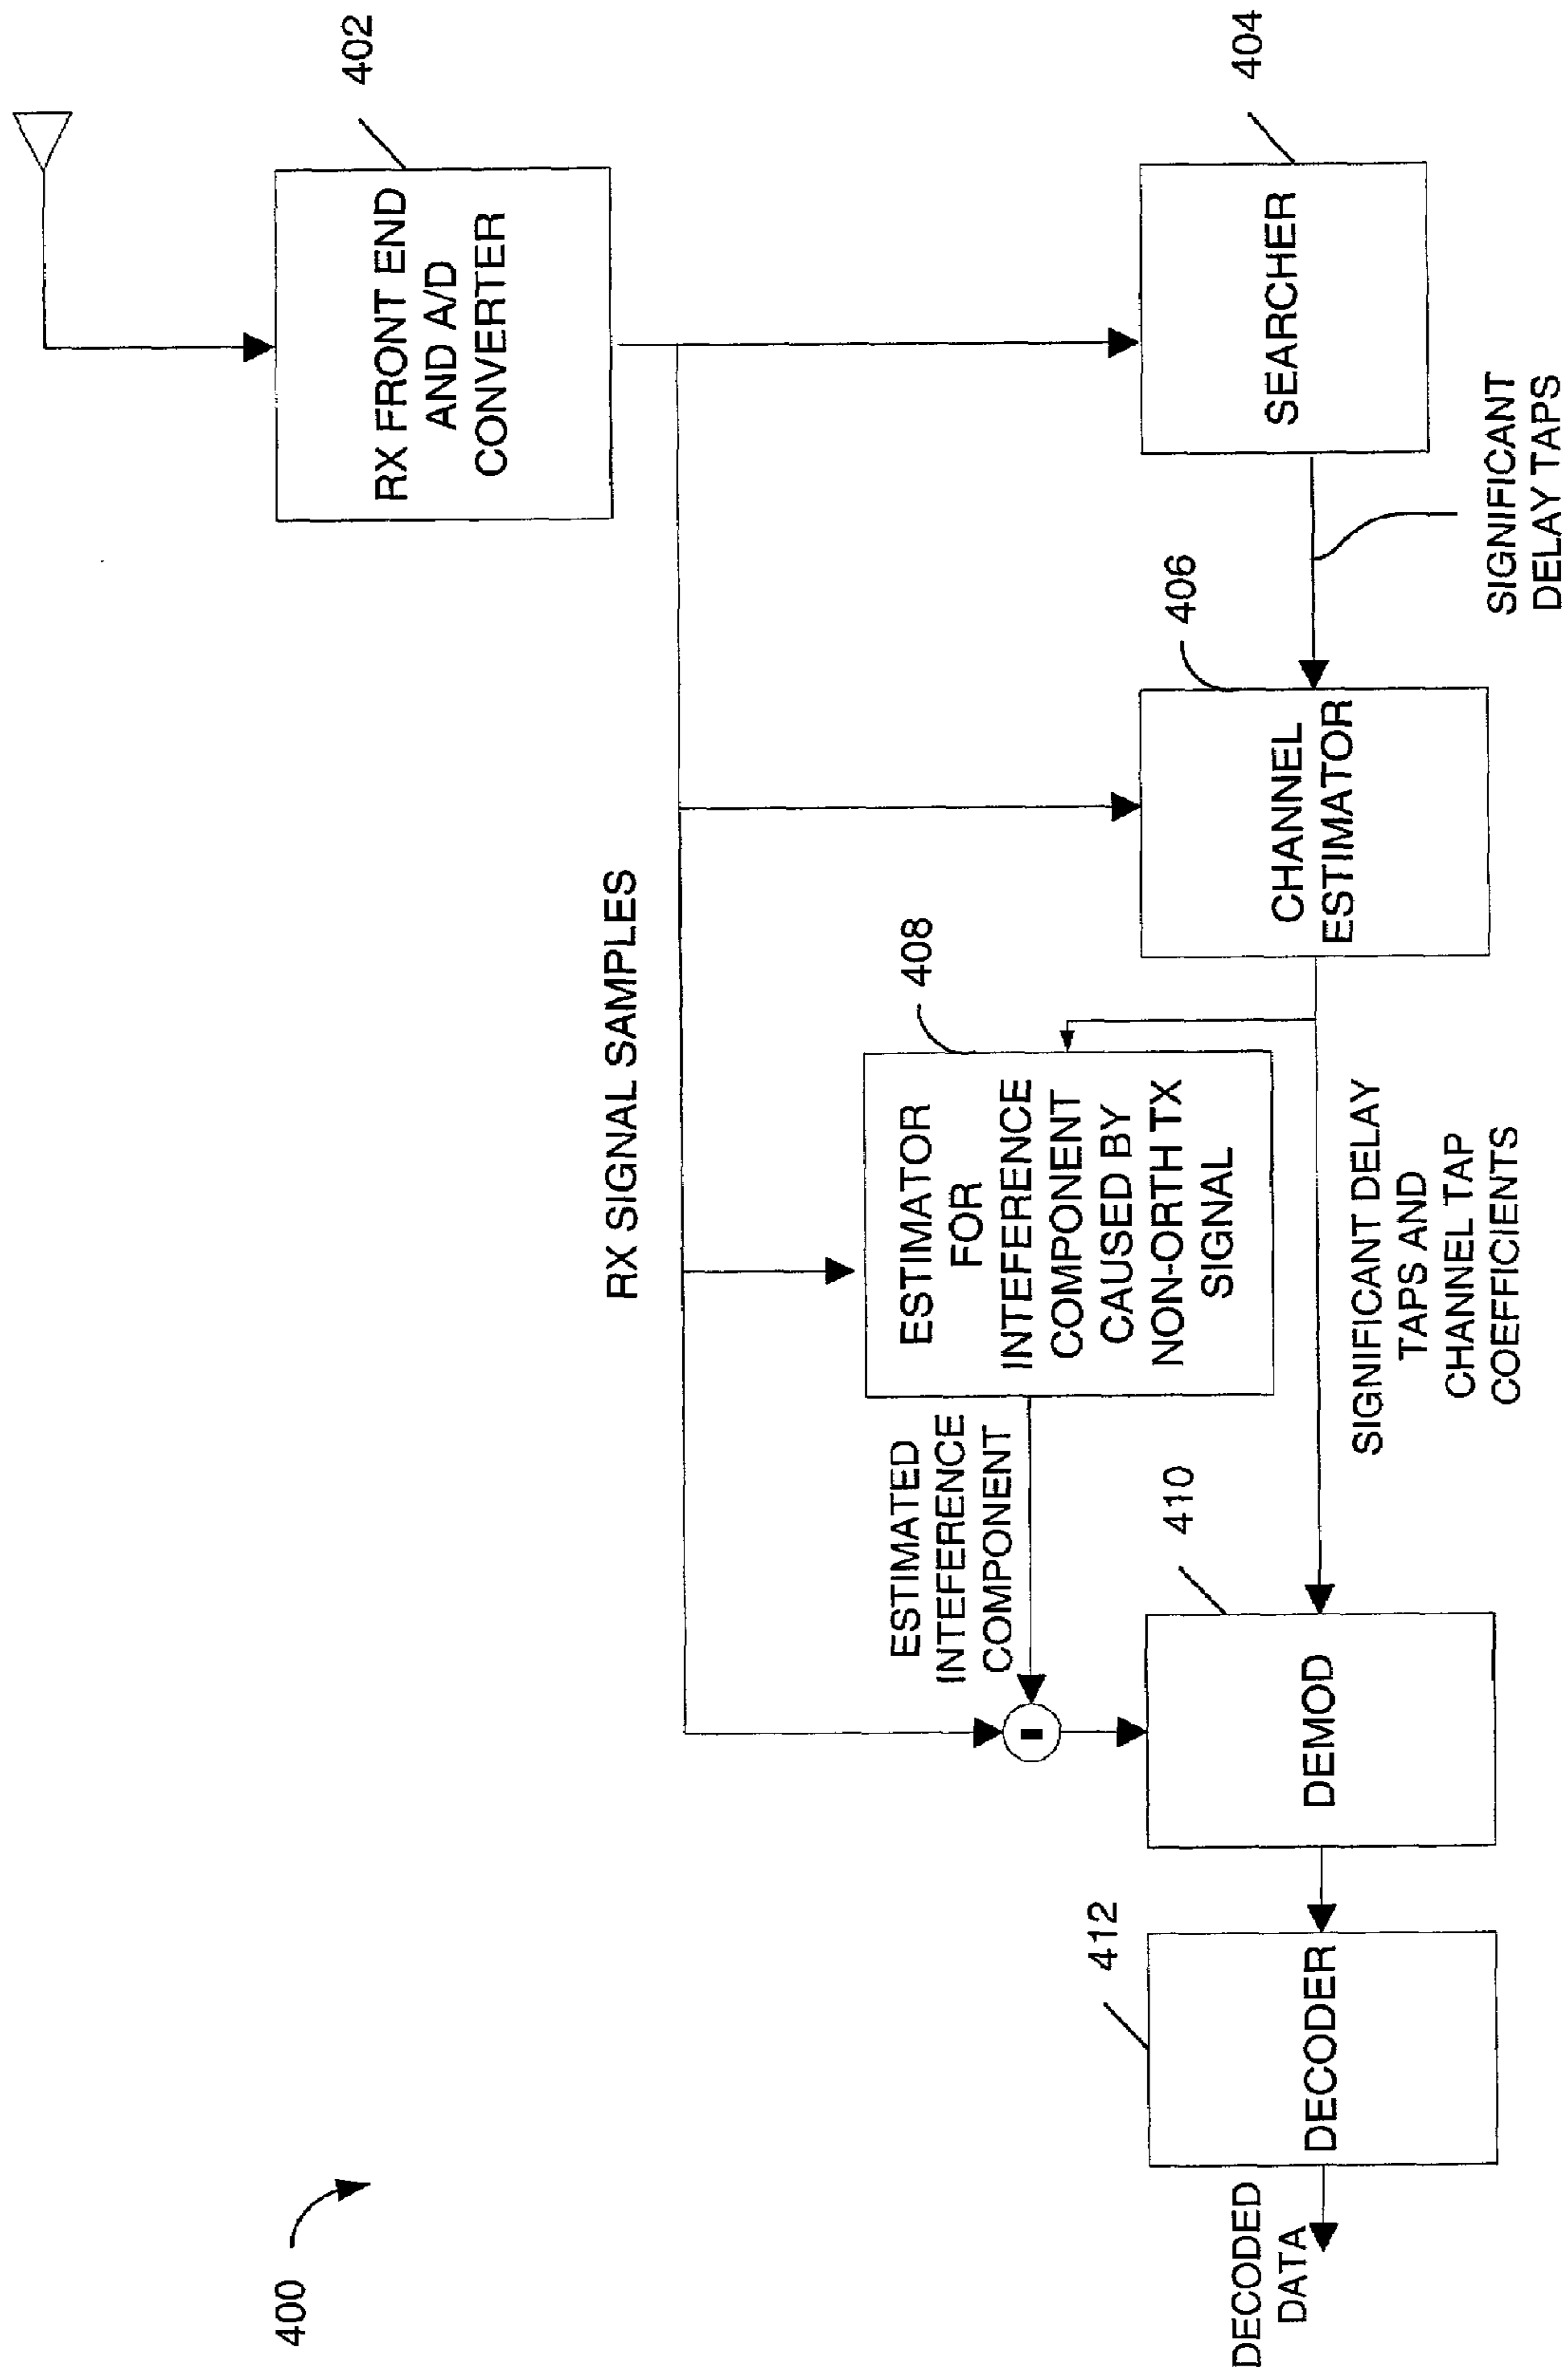 400
402
RX FRONT END
AND A/D
CONVERTER
RX SIGNAL SAMPLES
404
SEARCHER
SIGNIFICANT
DELAY TAPS
406
CHANNEL
ESTIMATOR
408
ESTIMATOR
FOR
INTEFERENCE
COMPONENT
CAUSED BY
NON-ORTH TX
SIGNAL
ESTIMATED
INTEFERENCE
COMPONENT
SIGNIFICANT DELAY
TAPS AND
CHANNEL TAP
COEFFICIENTS
410
DEMOD
412
DECODER
DECODED
DATA